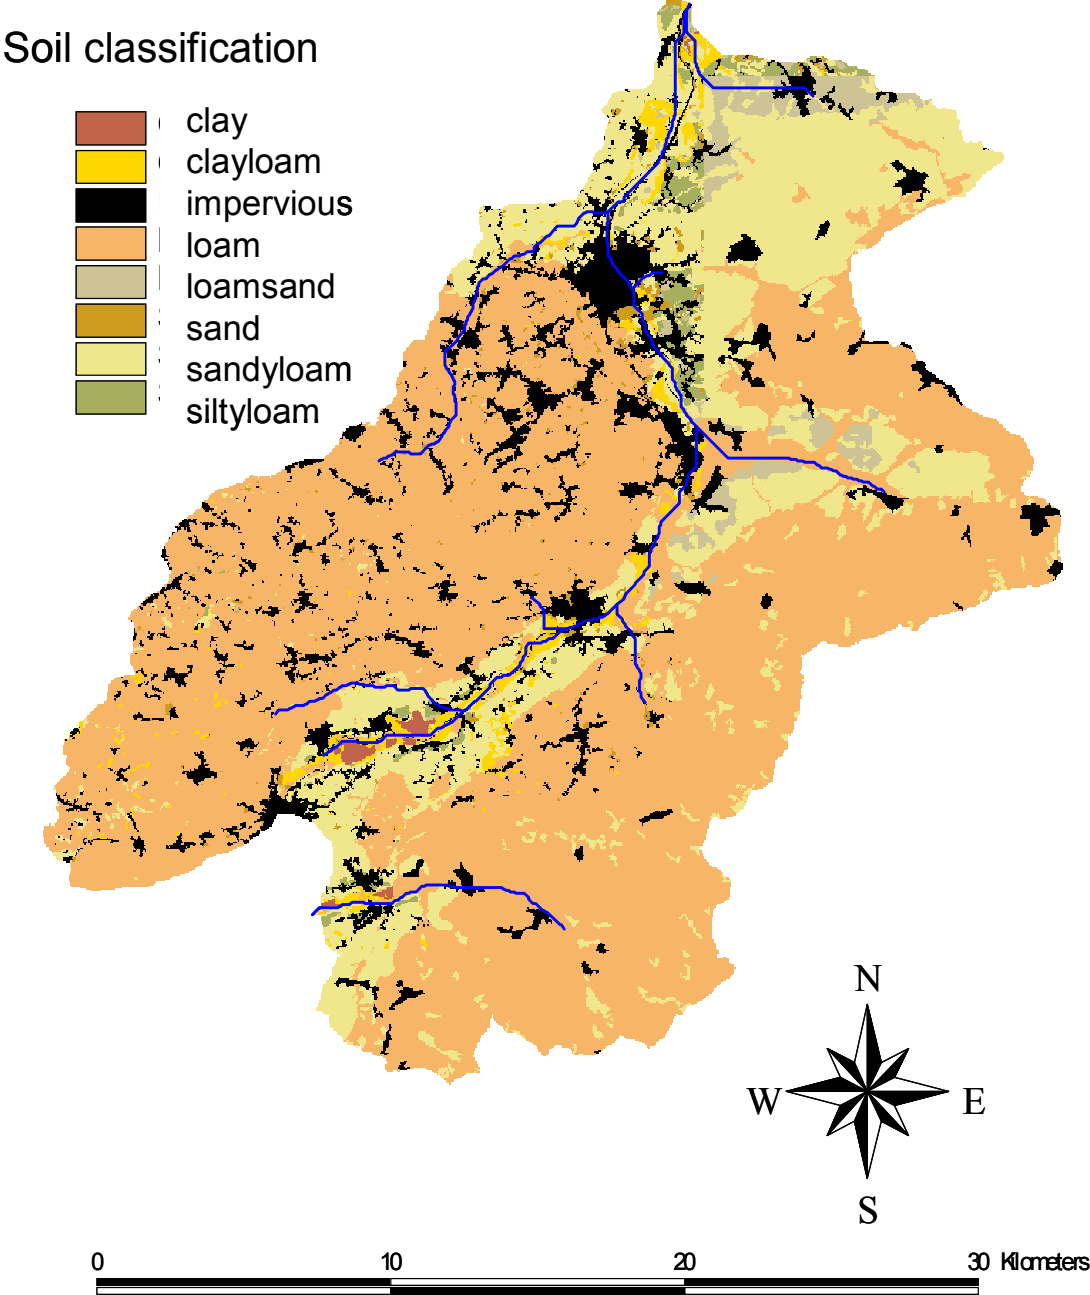 Soil classification
clay
clayloam
impervious
loam
loamsand
sand
sandyloam
siltyloam
N
W E
S
0 10 20 30 Kilometers